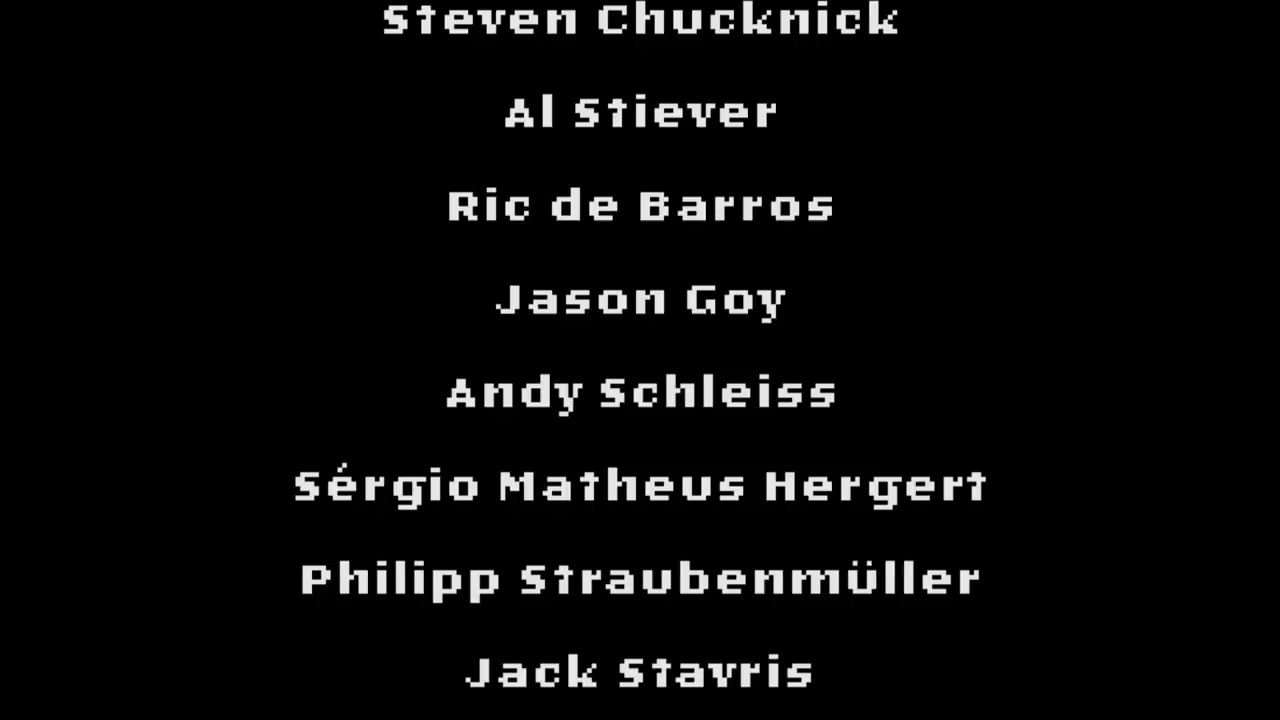 Steven Chucknick
Al Stiever
Ric de Barros
Jason Goy
Andy Schleiss
Sérgio Matheus Hergert
Philipp Straubenmüller
Jack Stavris